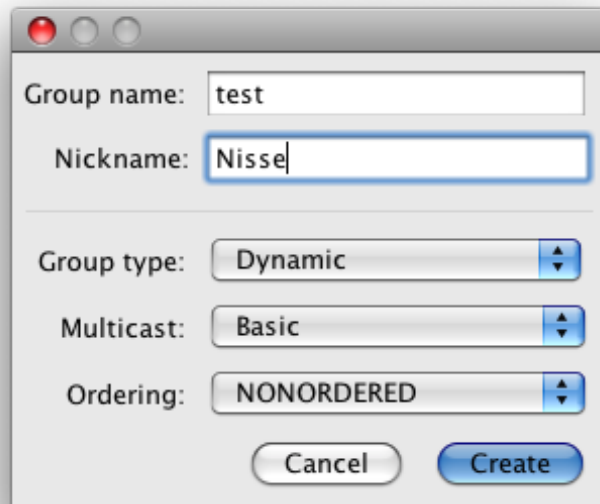 Group name: test
Nickname: Nisse
Group type: Dynamic
Multicast: Basic
Ordering: NONORDERED
Cancel Create